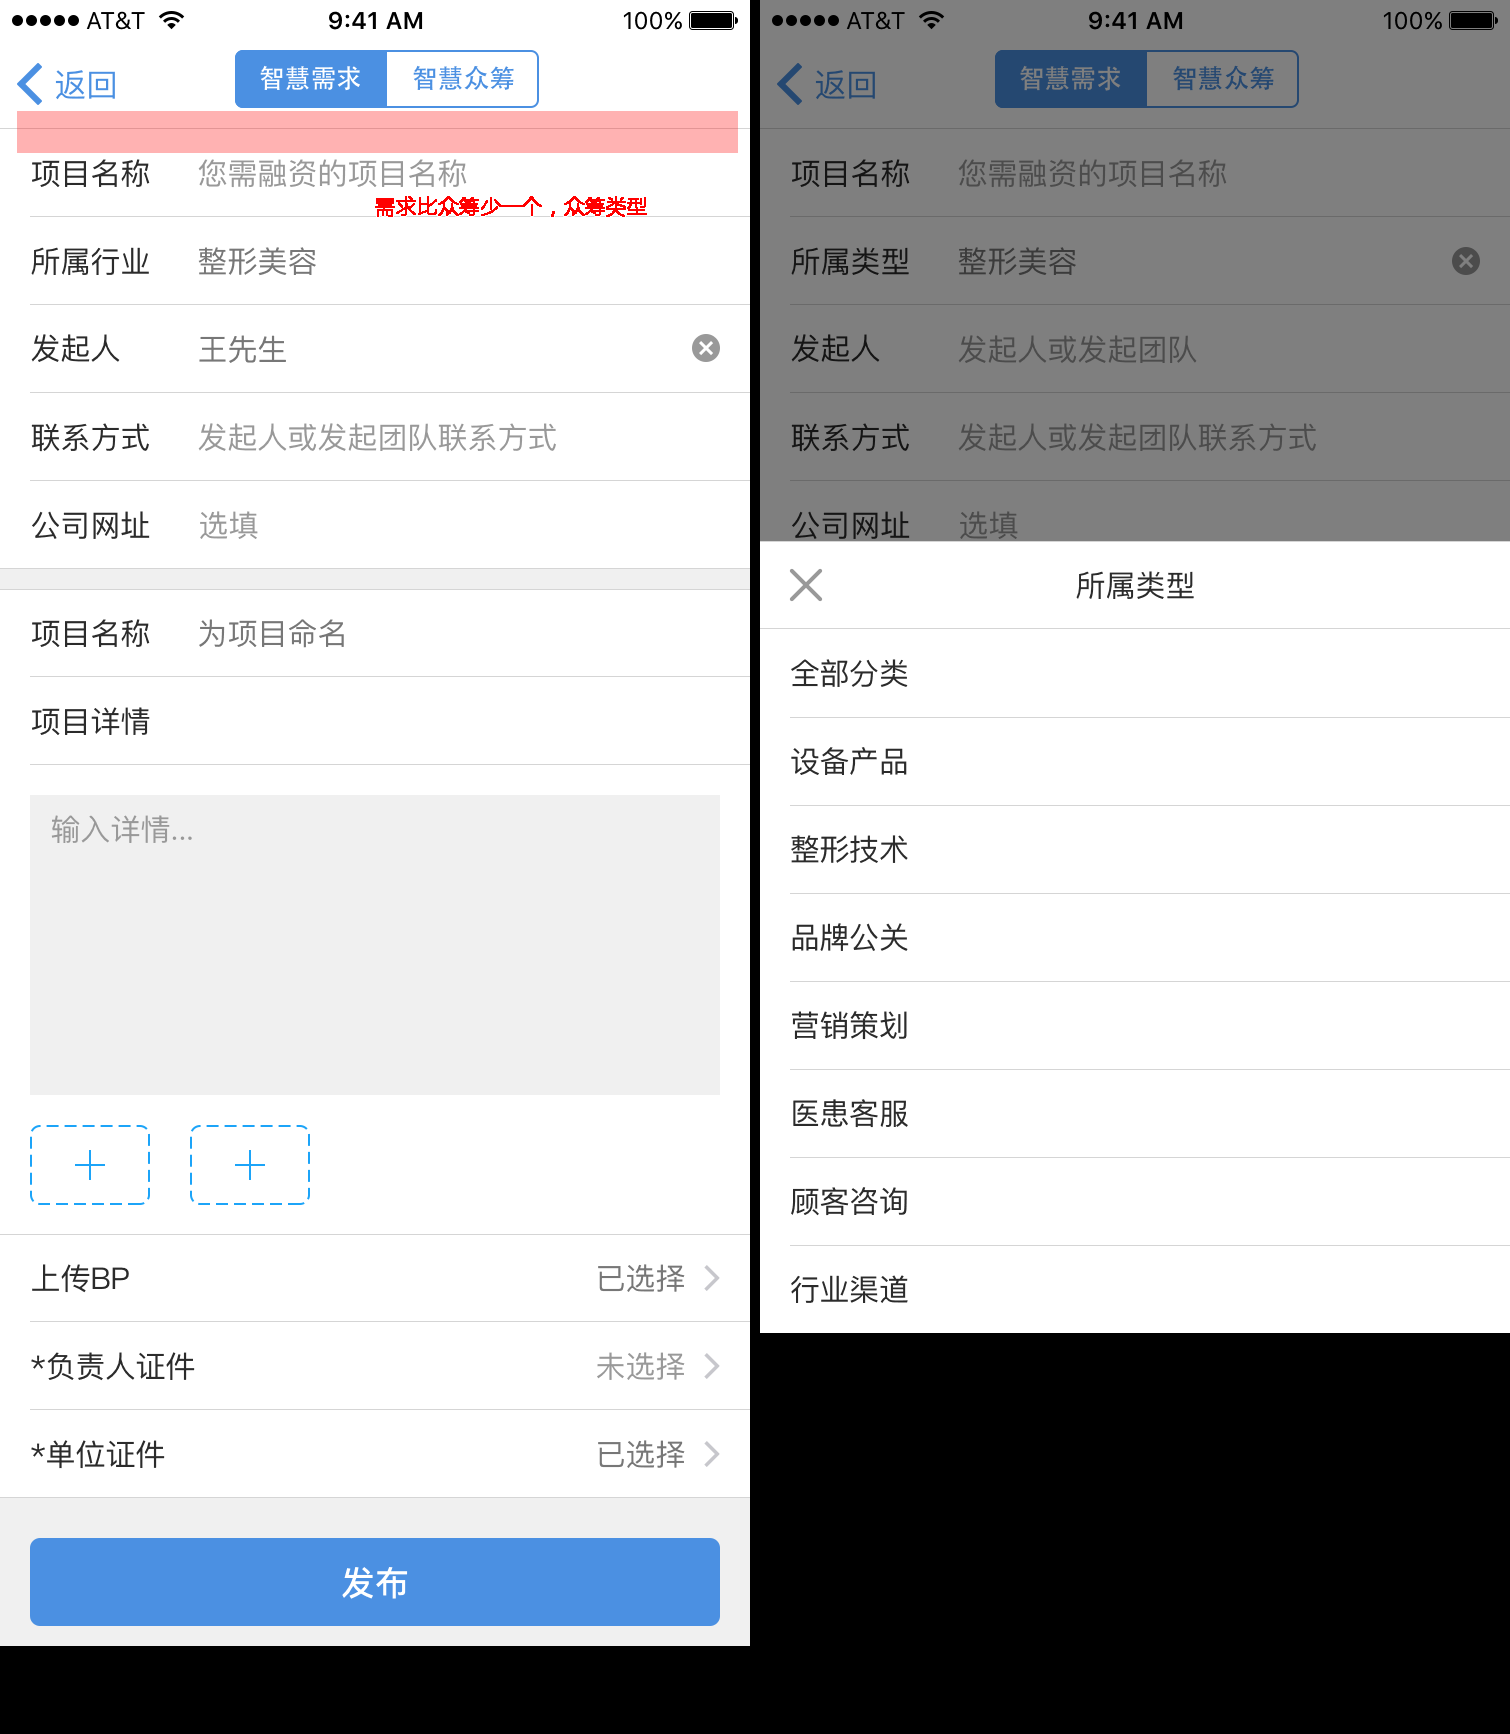 AT&T 9:41 AM 100%
返回 智慧需求 智慧众筹
项目名称 您需融资的项目名称
需求比众筹少一个，众筹类型
所属行业 整形美容
发起人 王先生
联系方式 发起人或发起团队联系方式
公司网址 选填
项目名称 为项目命名
项目详情
输入详情...
上传BP 已选择
*负责人证件 未选择
*单位证件 已选择
发布
AT&T 9:41 AM 100%
返回 智慧需求 智慧众筹
项目名称 您需融资的项目名称
所属类型 整形美容
发起人 发起人或发起团队
联系方式 发起人或发起团队联系方式
公司网址 选填
所属类型
全部分类
设备产品
整形技术
品牌公关
营销策划
医患客服
顾客咨询
行业渠道